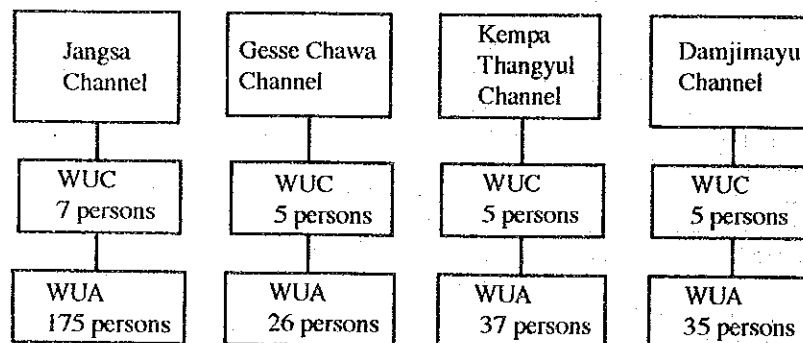 Jangsa
Channel
Gesse Chawa
Channel
Kempa
Thangyul
Channel
Damjimayu
Channel
WUC
7 persons
WUC
5 persons
WUC
5 persons
WUC
5 persons
WUA
175 persons
WUA
26 persons
WUA
37 persons
WUA
35 persons